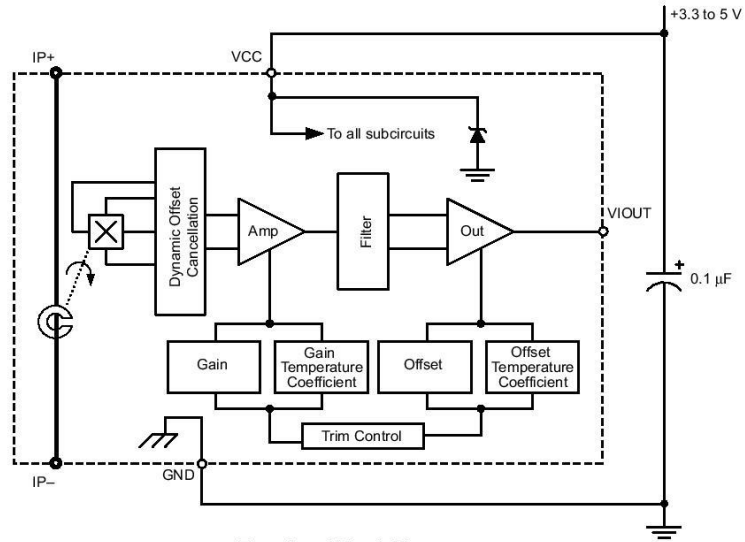 +3.3 to 5 V
IP+
VCC
To all subcircuits
Dynamic Offset
Cancellation
Amp
Filter
Out
VIOUT
0.1 µF
Gain
Gain
Temperature
Coefficient
Offset
Offset
Temperature
Coefficient
Trim Control
GND
IP–